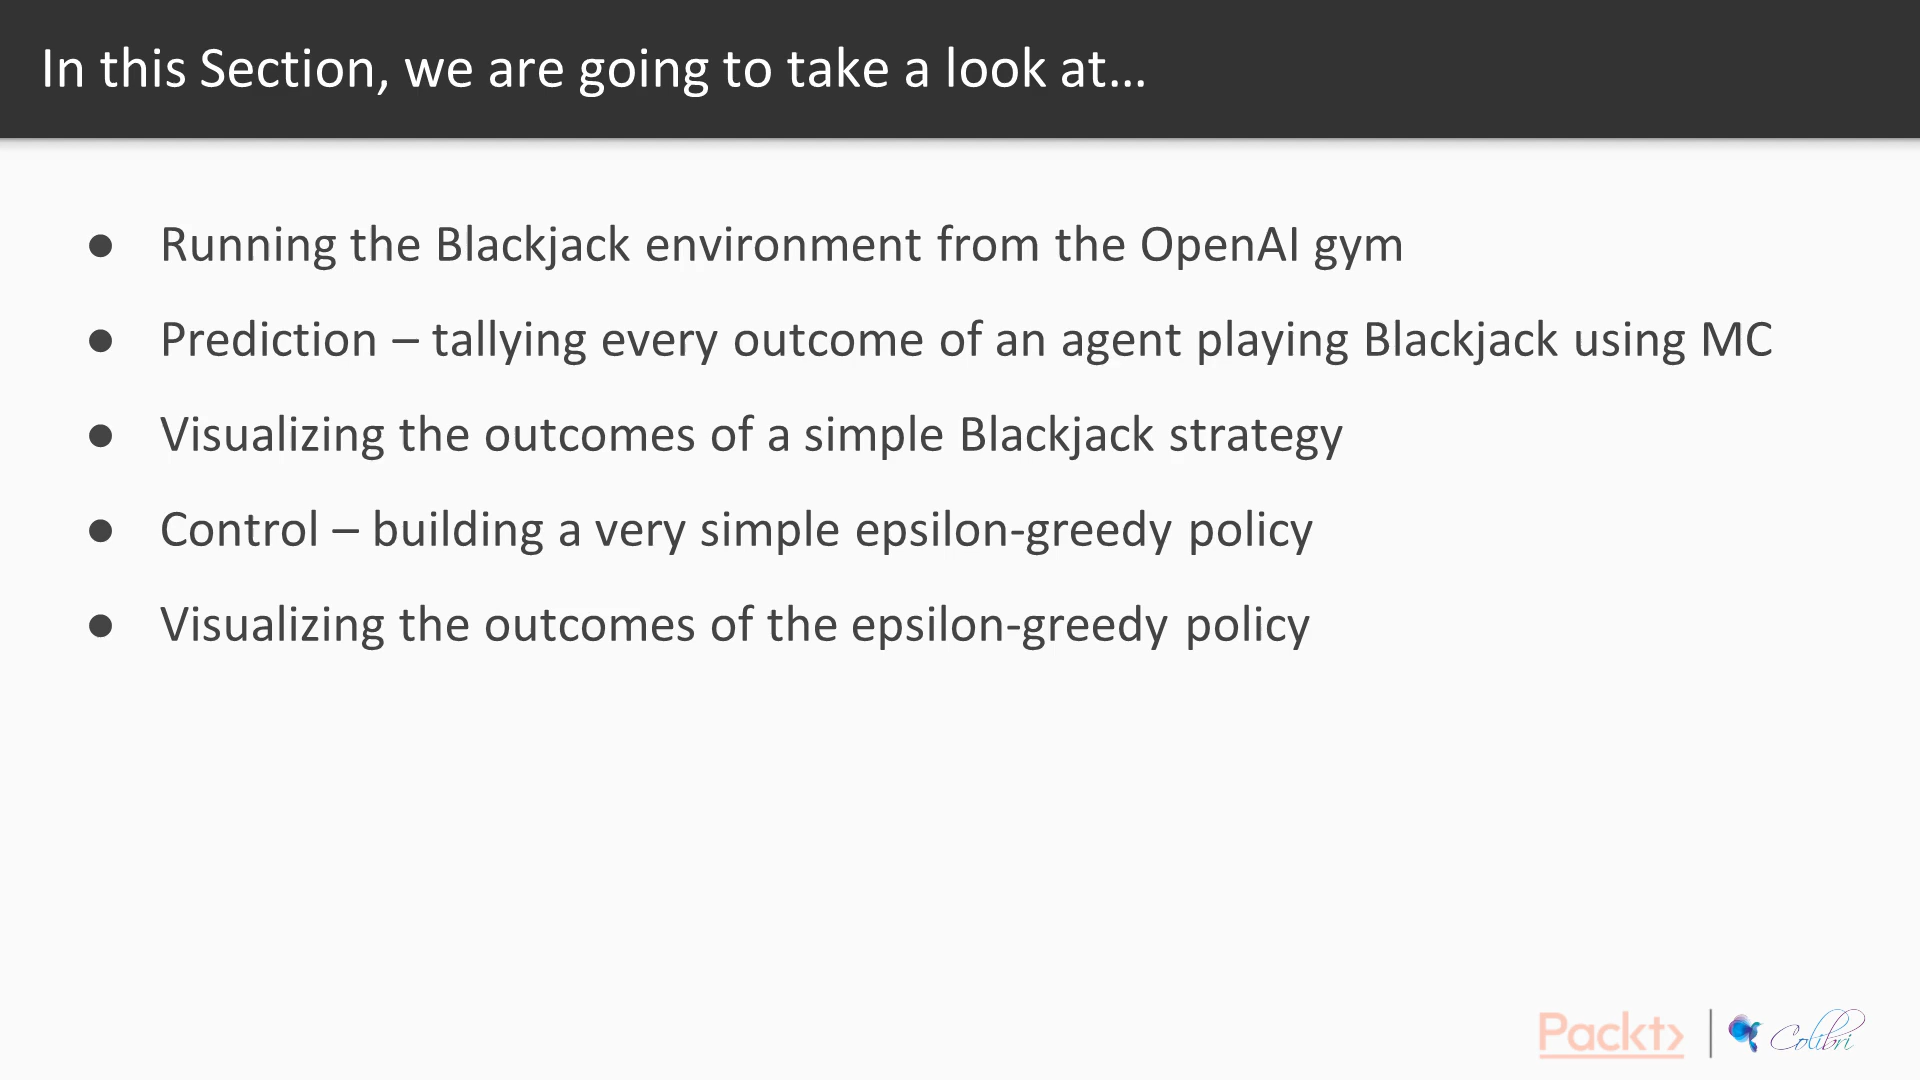 In this Section, we are going to take a look at...
● Running the Blackjack environment from the OpenAI gym
● Prediction – tallying every outcome of an agent playing Blackjack using MC
● Visualizing the outcomes of a simple Blackjack strategy
● Control – building a very simple epsilon-greedy policy
● Visualizing the outcomes of the epsilon-greedy policy
Packt> | Colibri